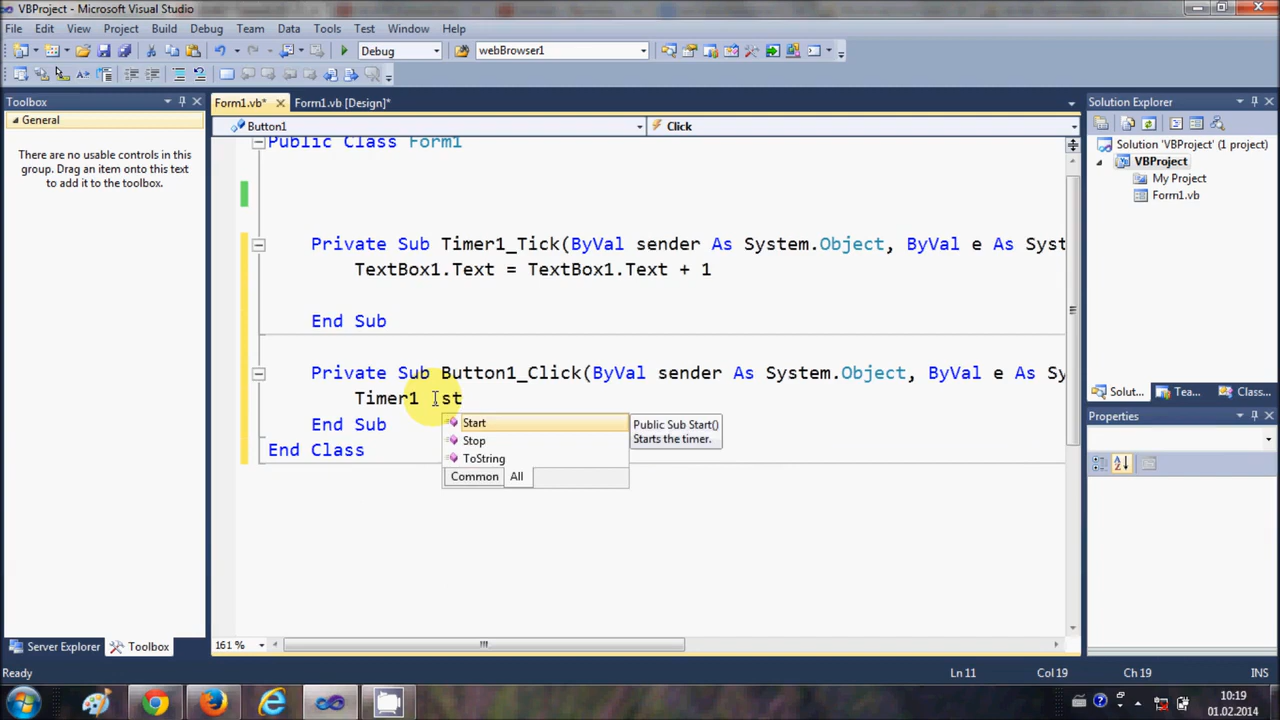 VBProject - Microsoft Visual Studio
File Edit View Project Build Debug Team Data Tools Test Window Help
Debug webBrowser1
Toolbox
General
There are no usable controls in this
group. Drag an item onto this text
to add it to the toolbox.
Server Explorer Toolbox
Form1.vb* Form1.vb [Design]*
Button1 Click
Public Class Form1
Private Sub Timer1_Tick(ByVal sender As System.Object, ByVal e As Syst
TextBox1.Text = TextBox1.Text + 1
End Sub
Private Sub Button1_Click(ByVal sender As System.Object, ByVal e As Sy
Timer1 .st
End Sub
End Class
Start
Stop
ToString
Common All
Public Sub Start()
Starts the timer.
161 %
Solution Explorer
Solution 'VBProject' (1 project)
VBProject
My Project
Form1.vb
Solut... Tea... Class...
Properties
Ready Ln 11 Col 19 Ch 19 INS
10:19
01.02.2014